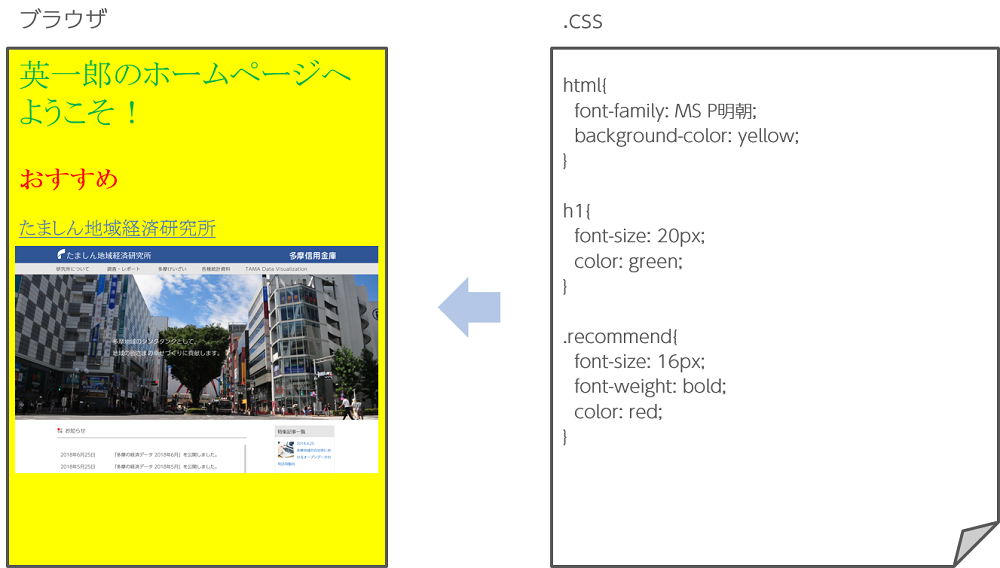 ブラウザ
英一郎のホームページへ
ようこそ！
おすすめ
たましん地域経済研究所
たましん地域経済研究所
多摩信用金庫
研究所について
調査・レポート
多摩けいざい
各種統計資料
TAMA Data Visualization
多摩地域のシンクタンクとして、
地域の皆さまの幸せづくりに貢献します。
お知らせ
2018年6月25日
「多摩の経済データ 2018年6月」を公開しました。
2018年5月25日
「多摩の経済データ 2018年5月」を公開しました。
特集記事一覧
.css
html{
font-family: MS P明朝;
background-color: yellow;
}
h1{
font-size: 20px;
color: green;
}
.recommend{
font-size: 16px;
font-weight: bold;
color: red;
}